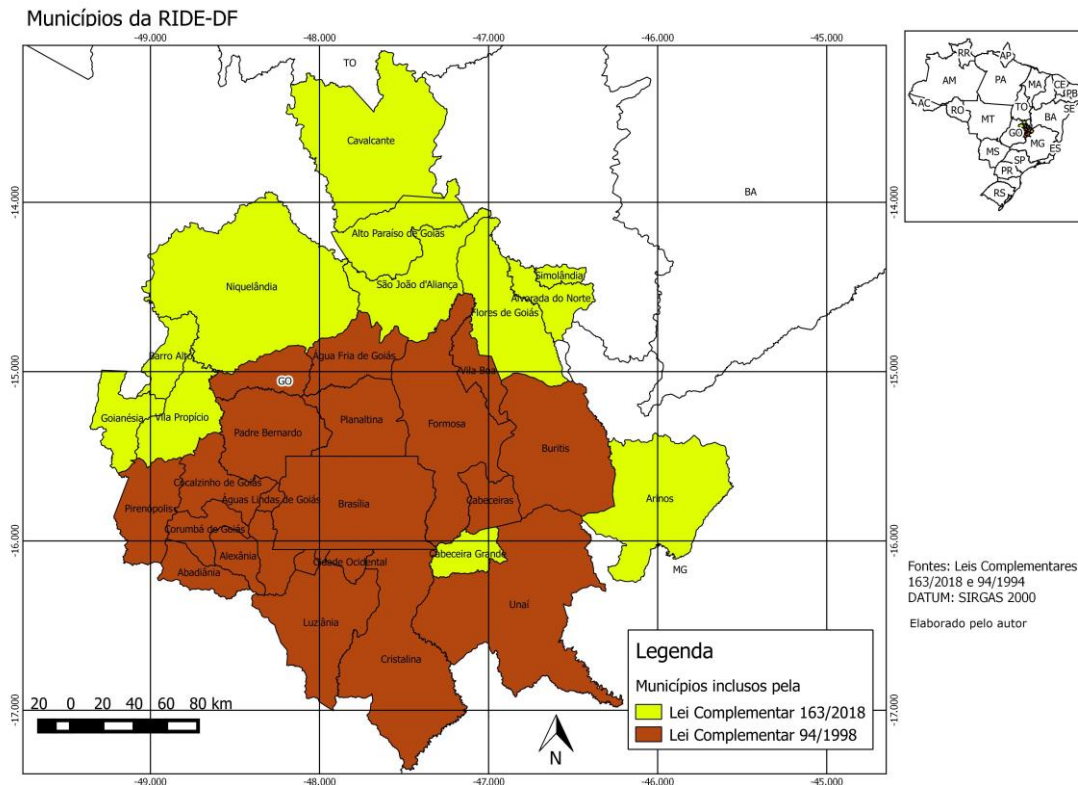 Municípios da RIDE-DF
-49.000
-48.000
-47.000
-46.000
-45.000
TO
Cavalcante
-14.000
-14.000
BA
Alto Paraíso de Goiás
São João d'Aliança
Niquelândia
Simolândia
Alvorada do Norte
Flores de Goiás
Barro Alto
Água Fria de Goiás
Vila Boa
-15.000
-15.000
GO
Goianésia
Vila Propício
Planaltina
Formosa
Padre Bernardo
Buritis
Cocalzinho de Goiás
Águas Lindas de Goiás
Brasília
Cabeceiras
Arinos
Pirenópolis
Corumbá de Goiás
-16.000
-16.000
Alexânia
Cidade Ocidental
Cabeceira Grande
Abadiânia
MG
Unaí
Luziânia
Cristalina
-17.000
-17.000
20 0 20 40 60 80 km
N
Legenda
Municípios inclusos pela
Lei Complementar 163/2018
Lei Complementar 94/1998
-49.000
-48.000
-47.000
-46.000
-45.000
RR
AP
AM
PA
MA
CE
PB
AC
RO
TO
SE
MT
BA
GO
MG
MS
ES
SP
PR
RS
Fontes: Leis Complementares
163/2018 e 94/1994
DATUM: SIRGAS 2000
Elaborado pelo autor